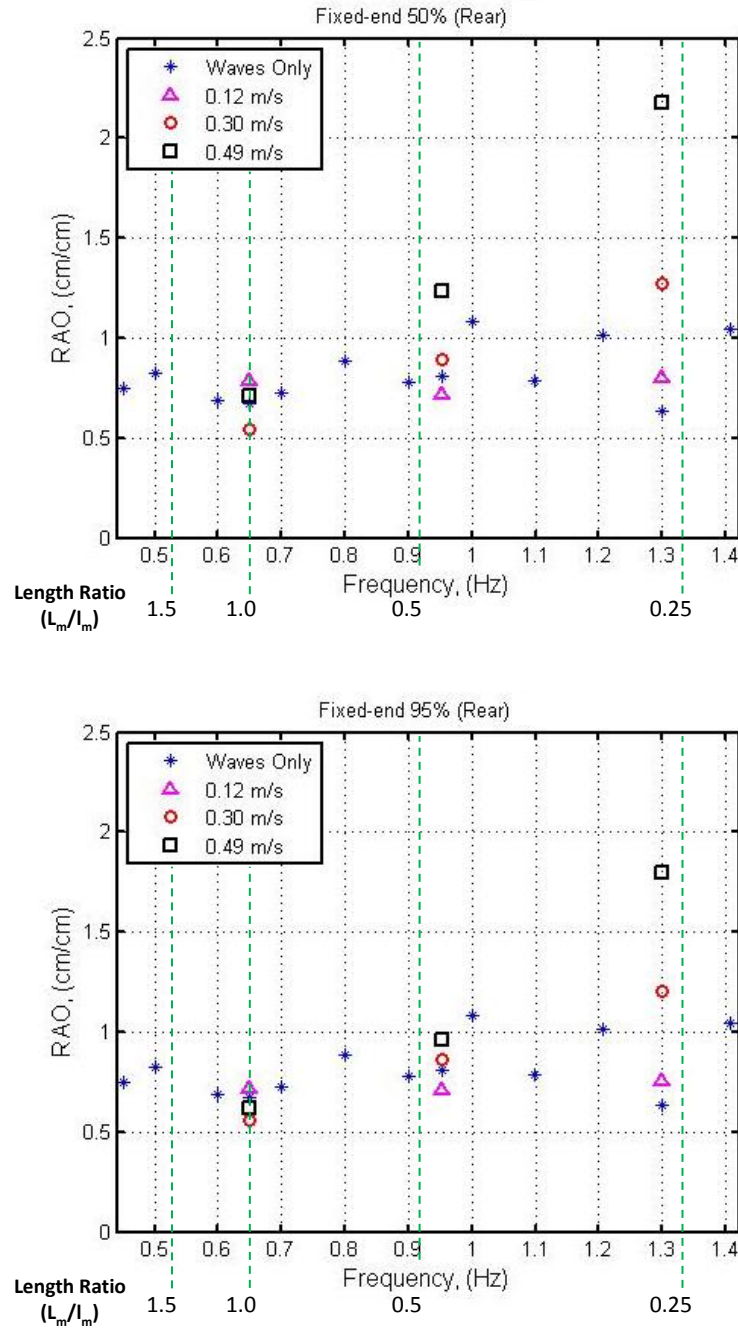 Fixed-end 50% (Rear)
2.5
2
1.5
1
0.5
0
RAO, (cm/cm)
Waves Only
0.12 m/s
0.30 m/s
0.49 m/s
0.5 0.6 0.7 0.8 0.9 1 1.1 1.2 1.3 1.4
Frequency, (Hz)
Length Ratio
(Lm/lm)
1.5 1.0 0.5 0.25
Fixed-end 95% (Rear)
2.5
2
1.5
1
0.5
0
RAO, (cm/cm)
Waves Only
0.12 m/s
0.30 m/s
0.49 m/s
0.5 0.6 0.7 0.8 0.9 1 1.1 1.2 1.3 1.4
Frequency, (Hz)
Length Ratio
(Lm/lm)
1.5 1.0 0.5 0.25